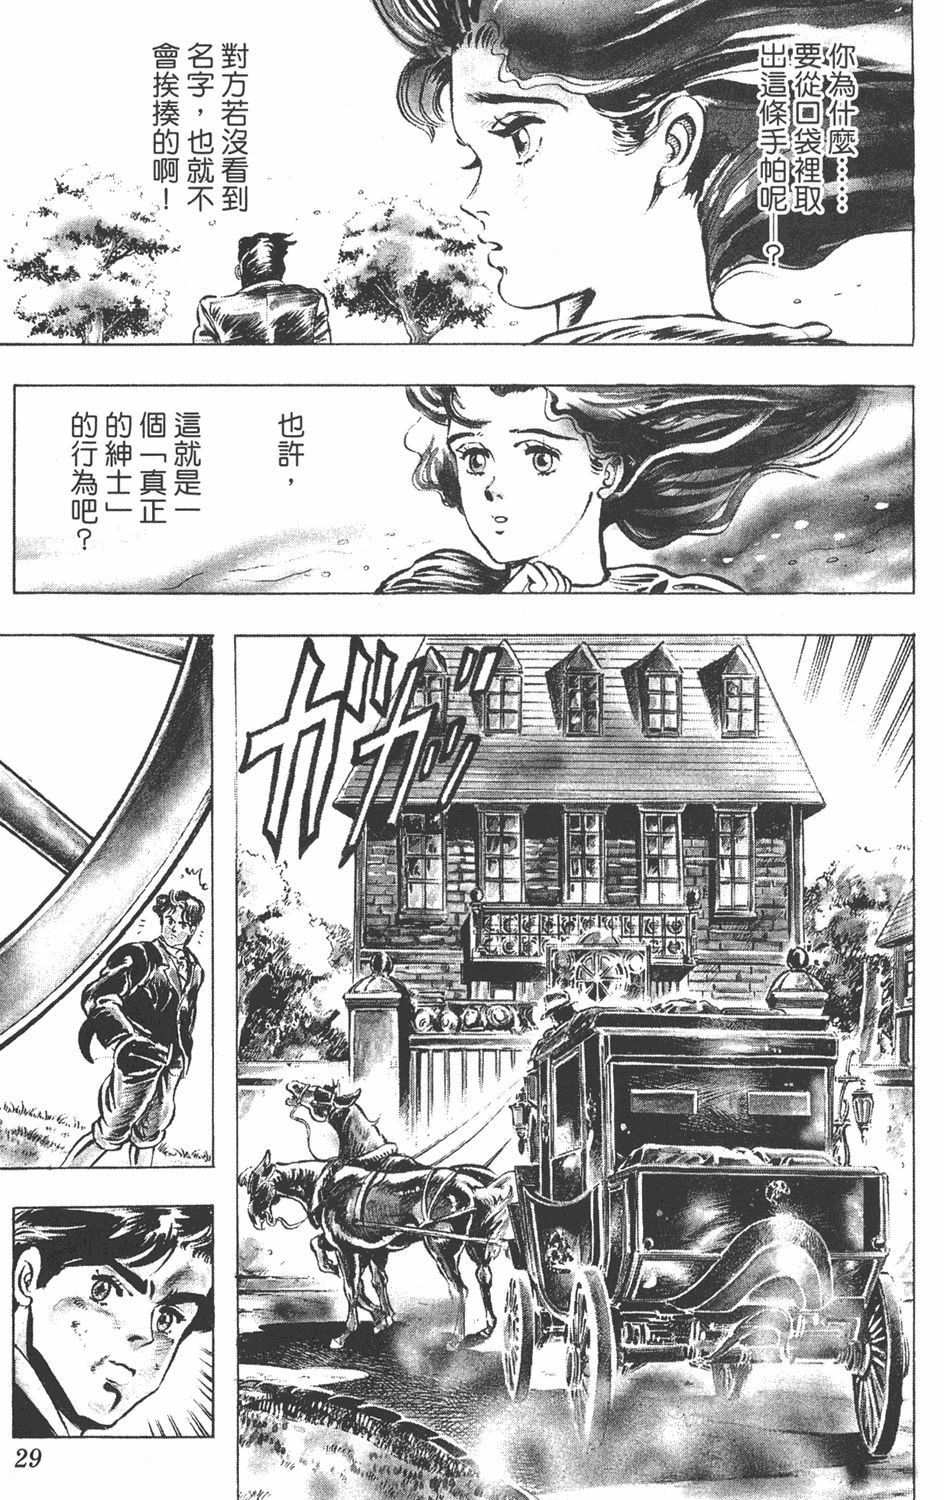 你為什麼……
要從口袋裡取
出這條手帕呢—？
對方若沒看到
名字，也就不
會挨揍的啊！
也許，
這就是一
個「真正
的紳士」
的行為吧？
ガッガッ
29